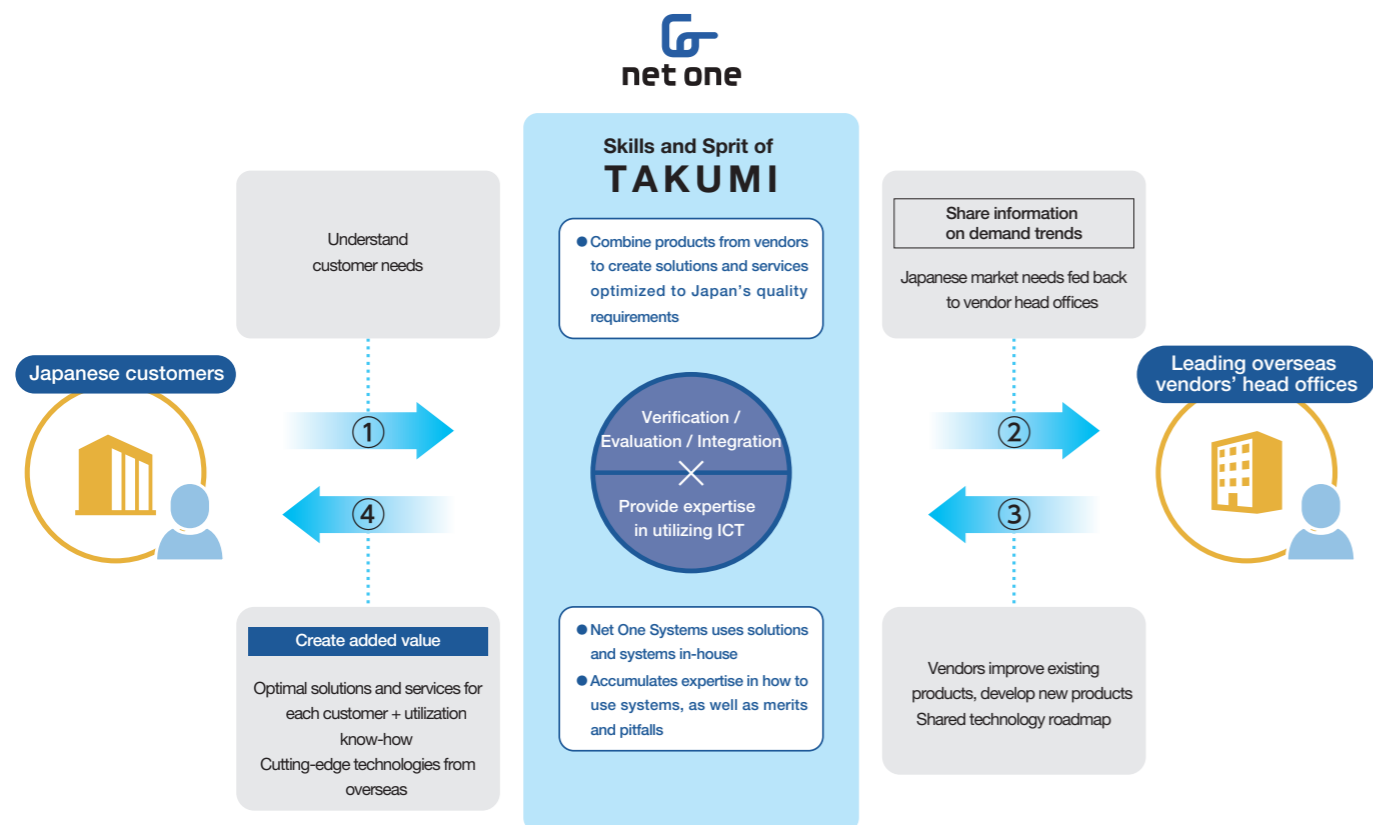 net one
Skills and Sprit of
TAKUMI
Understand
customer needs
Combine products from vendors
to create solutions and services
optimized to Japan's quality
requirements
Share information
on demand trends
Japanese market needs fed back
to vendor head offices
Japanese customers
Leading overseas
vendors' head offices
①
②
Verification /
Evaluation / Integration
×
Provide expertise
in utilizing ICT
④
③
Create added value
Optimal solutions and services for
each customer + utilization
know-how
Cutting-edge technologies from
overseas
● Net One Systems uses solutions
and systems in-house
● Accumulates expertise in how to
use systems, as well as merits
and pitfalls
Vendors improve existing
products, develop new products
Shared technology roadmap